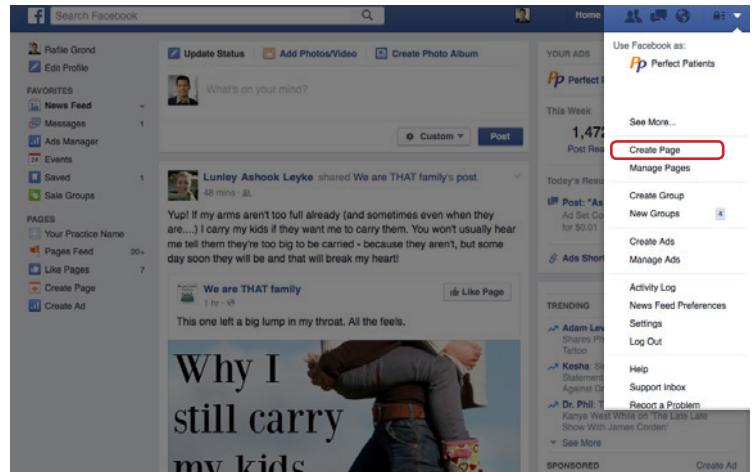 Search Facebook
Home
Rafile Grond
Edit Profile
FAVORITES
News Feed
Messages 1
Ads Manager
Events
Saved 1
Sale Groups
PAGES
Your Practice Name
Pages Feed 20+
Like Pages 7
Create Page
Create Ad
Update Status
Add Photos/Video
Create Photo Album
What's on your mind?
Custom
Post
Lunley Ashook Leyke shared We are THAT family's post.
48 mins ·
Yup! If my arms aren't too full already (and sometimes even when they
are....) I carry my kids if they want me to carry them. You won't usually hear
me tell them they're too big to be carried - because they aren't, but some
day soon they will be and that will break my heart!
We are THAT family
1 hr ·
Like Page
This one left a big lump in my throat. All the feels.
Why I
still carry
my kids
YOUR ADS
Perfect
This Week
1,472
Post Rea
Today's Resu
Post: "As
Ad Set Co
for $0.01
Ads Shor
TRENDING
Adam Lev
Shares Ph
Tattoo
Kesha: Si
Statement
Against Dr
Dr. Phil: T
Kanye West While on 'The Late Late
Show With James Corden'
See More
SPONSORED
Create Ad
Use Facebook as:
Pp Perfect Patients
See More...
Create Page
Manage Pages
Create Group
New Groups 4
Create Ads
Manage Ads
Activity Log
News Feed Preferences
Settings
Log Out
Help
Support Inbox
Report a Problem